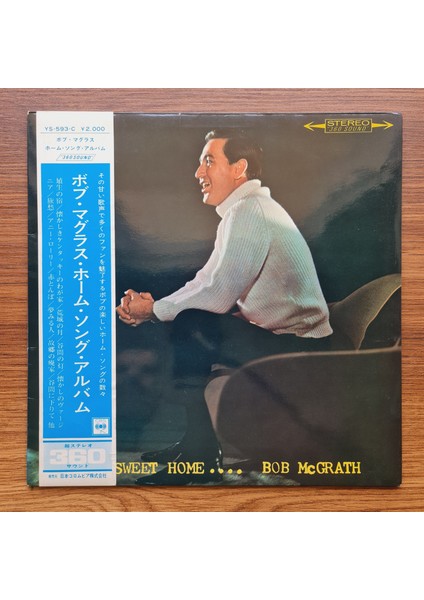 YS-593-C ¥2,000
ボブ・マグラス
ホーム・ソング・アルバム
360 SOUND
その甘い歌声で多くのファンを魅了するボブの楽しいホーム・ソングの数々
ボブ・マグラス・ホーム・ソング・アルバム
埴生の宿／懐かしきケンタッキーのわが家／荒城の月／谷間の灯／懐かしのヴァージ
ニア／旅愁／アニー・ローリー／赤とんぼ／夢みる人／故郷の廃家／谷間に下りて 他
STEREO
360 SOUND
SWEET HOME.... BOB McGRATH
360
サウンド
日本コロムビア株式会社